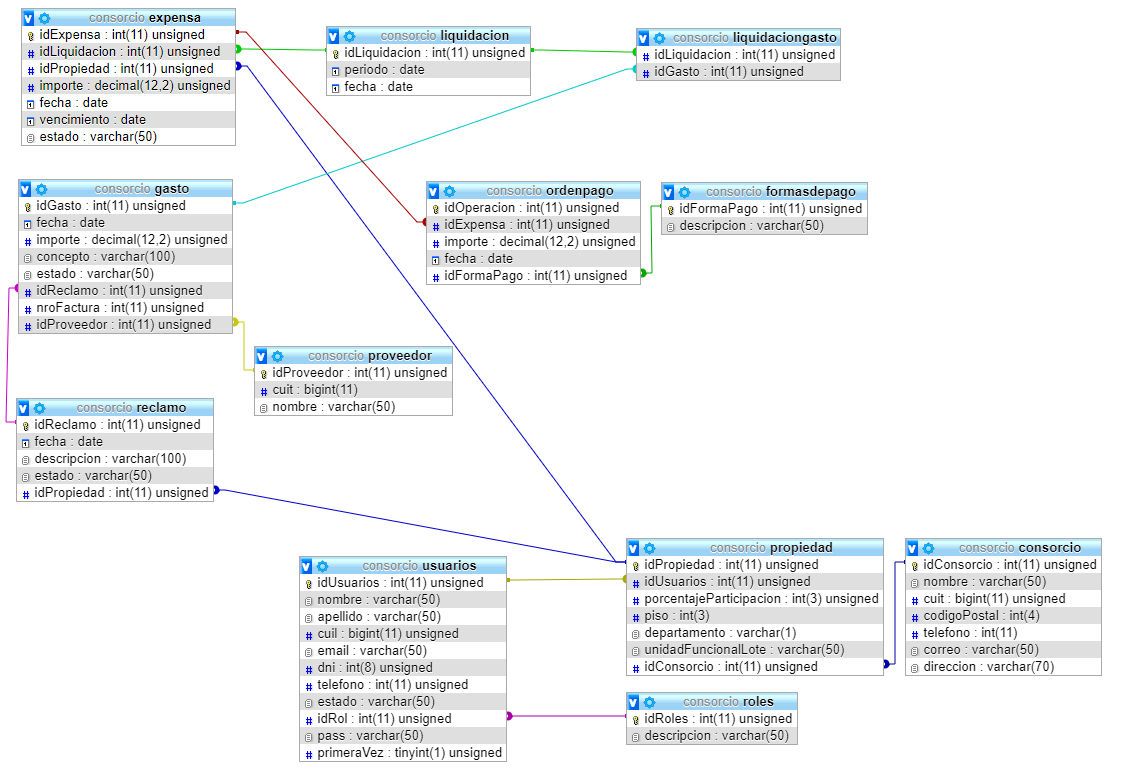 consorcio expensa
idExpensa : int(11) unsigned
idLiquidacion : int(11) unsigned
idPropiedad : int(11) unsigned
importe : decimal(12,2) unsigned
fecha : date
vencimiento : date
estado : varchar(50)
consorcio liquidacion
idLiquidacion : int(11) unsigned
periodo : date
fecha : date
consorcio liquidaciongasto
idLiquidacion : int(11) unsigned
idGasto : int(11) unsigned
consorcio gasto
idGasto : int(11) unsigned
fecha : date
importe : decimal(12,2) unsigned
concepto : varchar(100)
estado : varchar(50)
idReclamo : int(11) unsigned
nroFactura : int(11) unsigned
idProveedor : int(11) unsigned
consorcio ordenpago
idOperacion : int(11) unsigned
idExpensa : int(11) unsigned
importe : decimal(12,2) unsigned
fecha : date
idFormaPago : int(11) unsigned
consorcio formasdepago
idFormaPago : int(11) unsigned
descripcion : varchar(50)
consorcio proveedor
idProveedor : int(11) unsigned
cuit : bigint(11)
nombre : varchar(50)
consorcio reclamo
idReclamo : int(11) unsigned
fecha : date
descripcion : varchar(100)
estado : varchar(50)
idPropiedad : int(11) unsigned
consorcio usuarios
idUsuarios : int(11) unsigned
nombre : varchar(50)
apellido : varchar(50)
cuil : bigint(11) unsigned
email : varchar(50)
dni : int(8) unsigned
telefono : int(11) unsigned
estado : varchar(50)
idRol : int(11) unsigned
pass : varchar(50)
primeraVez : tinyint(1) unsigned
consorcio propiedad
idPropiedad : int(11) unsigned
idUsuarios : int(11) unsigned
porcentajeParticipacion : int(3) unsigned
piso : int(3)
departamento : varchar(1)
unidadFuncionalLote : varchar(50)
idConsorcio : int(11) unsigned
consorcio consorcio
idConsorcio : int(11) unsigned
nombre : varchar(50)
cuit : bigint(11) unsigned
codigoPostal : int(4)
telefono : int(11)
correo : varchar(50)
direccion : varchar(70)
consorcio roles
idRoles : int(11) unsigned
descripcion : varchar(50)